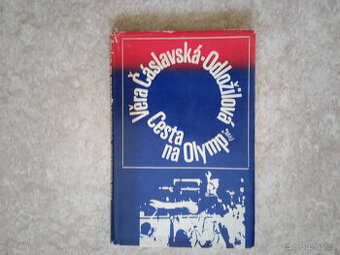 Věra Čáslavská-Odložilová
Cesta
na Olymp